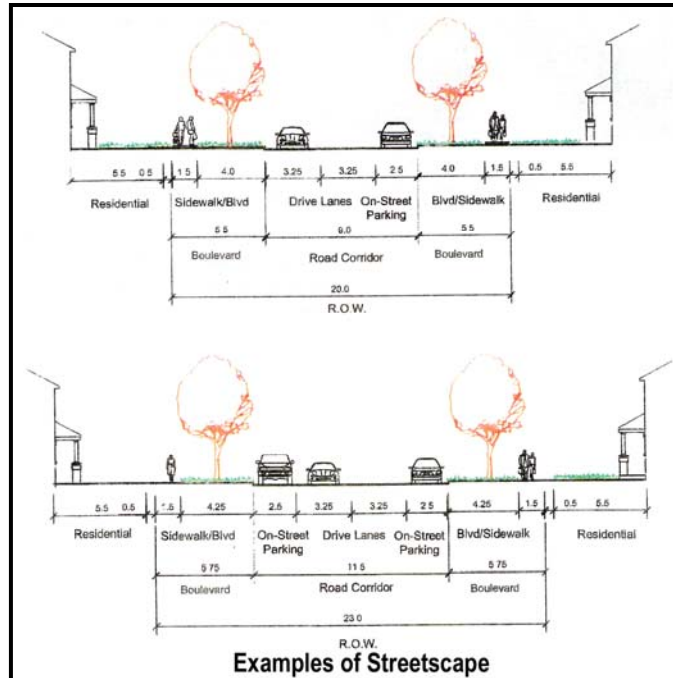 5.5 0.5 1.5 4.0 3.25 3.25 2.5 4.0 1.5 0.5 5.5
Residential Sidewalk/Blvd Drive Lanes On-Street Parking Blvd/Sidewalk Residential
5.5 9.0 5.5
Boulevard Road Corridor Boulevard
20.0
R.O.W.
5.5 0.5 1.5 4.25 2.5 3.25 3.25 2.5 4.25 1.5 0.5 5.5
Residential Sidewalk/Blvd On-Street Parking Drive Lanes On-Street Parking Blvd/Sidewalk Residential
5.75 11.5 5.75
Boulevard Road Corridor Boulevard
23.0
R.O.W.
Examples of Streetscape